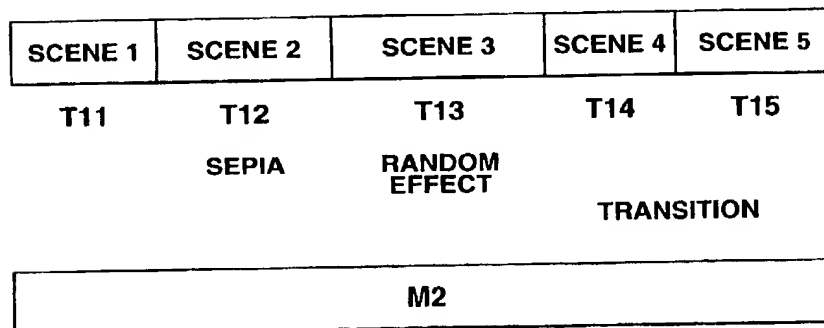 SCENE 1 SCENE 2 SCENE 3 SCENE 4 SCENE 5
T11 T12 T13 T14 T15
SEPIA RANDOM
EFFECT
TRANSITION
M2